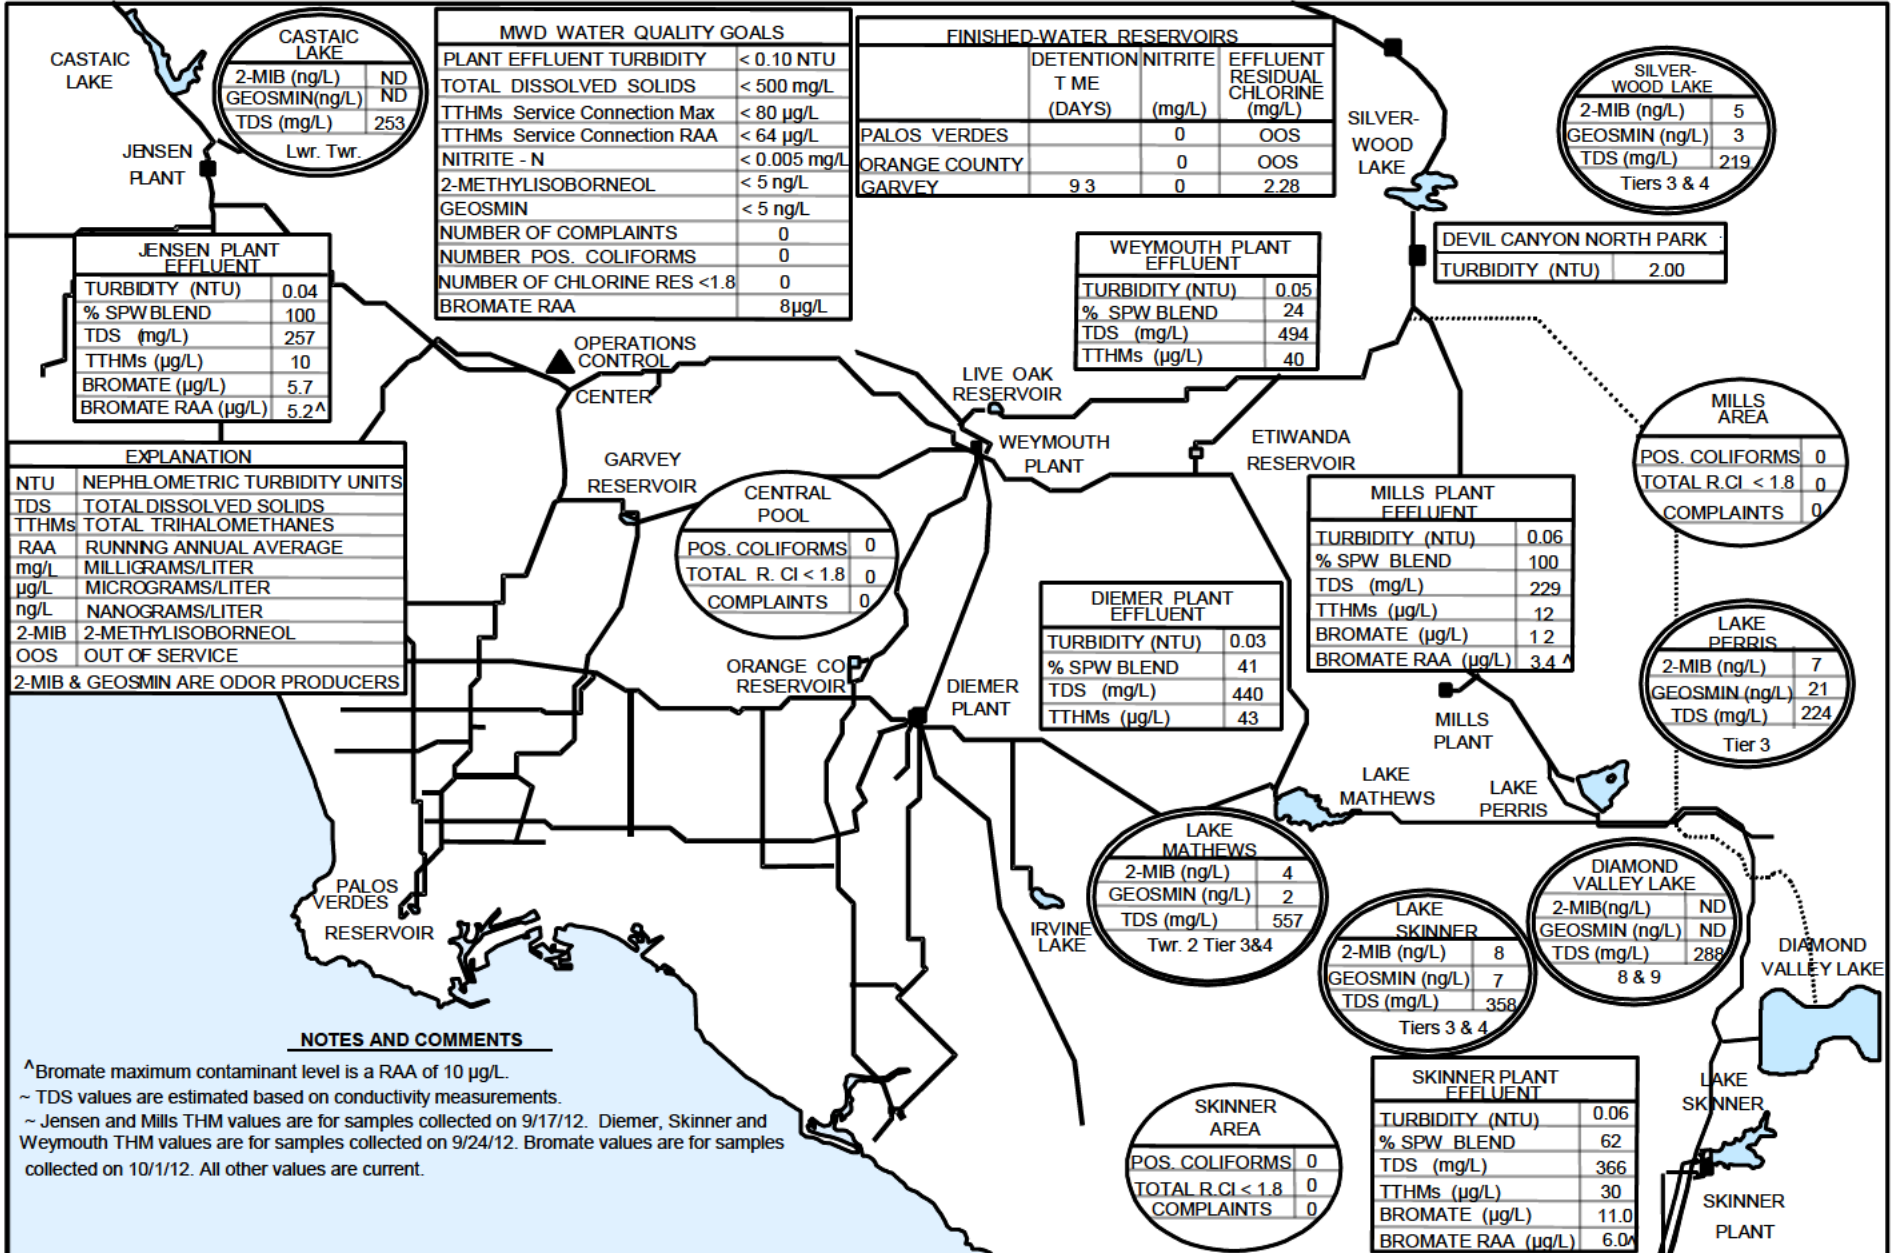 CASTAIC
LAKE
CASTAIC
LAKE
2-MIB (ng/L) ND
GEOSMIN(ng/L) ND
TDS (mg/L) 253
Lwr. Twr.
JENSEN
PLANT
MWD WATER QUALITY GOALS
PLANT EFFLUENT TURBIDITY < 0.10 NTU
TOTAL DISSOLVED SOLIDS < 500 mg/L
TTHMs Service Connection Max < 80 µg/L
TTHMs Service Connection RAA < 64 µg/L
NITRITE - N < 0.005 mg/L
2-METHYLISOBORNEOL < 5 ng/L
GEOSMIN < 5 ng/L
NUMBER OF COMPLAINTS 0
NUMBER POS. COLIFORMS 0
NUMBER OF CHLORINE RES <1.8 0
BROMATE RAA 8µg/L
FINISHED-WATER RESERVOIRS
DETENTION NITRITE EFFLUENT
T ME RESIDUAL
CHLORINE
(DAYS) (mg/L) (mg/L)
PALOS VERDES 0 OOS
ORANGE COUNTY 0 OOS
GARVEY 9 3 0 2.28
SILVER-
WOOD
LAKE
SILVER-
WOOD LAKE
2-MIB (ng/L) 5
GEOSMIN (ng/L) 3
TDS (mg/L) 219
Tiers 3 & 4
DEVIL CANYON NORTH PARK
TURBIDITY (NTU) 2.00
JENSEN PLANT
EFFLUENT
TURBIDITY (NTU) 0.04
% SPW BLEND 100
TDS (mg/L) 257
TTHMs (µg/L) 10
BROMATE (µg/L) 5.7
BROMATE RAA (µg/L) 5.2^
WEYMOUTH PLANT
EFFLUENT
TURBIDITY (NTU) 0.05
% SPW BLEND 24
TDS (mg/L) 494
TTHMs (µg/L) 40
OPERATIONS
CONTROL
CENTER
LIVE OAK
RESERVOIR
WEYMOUTH
PLANT
ETIWANDA
RESERVOIR
GARVEY
RESERVOIR
MILLS
AREA
POS. COLIFORMS 0
TOTAL R.Cl < 1.8 0
COMPLAINTS 0
EXPLANATION
NTU NEPHELOMETRIC TURBIDITY UNITS
TDS TOTAL DISSOLVED SOLIDS
TTHMs TOTAL TRIHALOMETHANES
RAA RUNNING ANNUAL AVERAGE
mg/L MILLIGRAMS/LITER
µg/L MICROGRAMS/LITER
ng/L NANOGRAMS/LITER
2-MIB 2-METHYLISOBORNEOL
OOS OUT OF SERVICE
2-MIB & GEOSMIN ARE ODOR PRODUCERS
CENTRAL
POOL
POS. COLIFORMS 0
TOTAL R. Cl < 1.8 0
COMPLAINTS 0
MILLS PLANT
EFFLUENT
TURBIDITY (NTU) 0.06
% SPW BLEND 100
TDS (mg/L) 229
TTHMs (µg/L) 12
BROMATE (µg/L) 1 2
BROMATE RAA (µg/L) 3.4 ^
DIEMER PLANT
EFFLUENT
TURBIDITY (NTU) 0.03
% SPW BLEND 41
TDS (mg/L) 440
TTHMs (µg/L) 43
LAKE
PERRIS
2-MIB (ng/L) 7
GEOSMIN (ng/L) 21
TDS (mg/L) 224
Tier 3
ORANGE CO
RESERVOIR
DIEMER
PLANT
MILLS
PLANT
LAKE
MATHEWS
LAKE
PERRIS
LAKE
MATHEWS
2-MIB (ng/L) 4
GEOSMIN (ng/L) 2
TDS (mg/L) 557
Twr. 2 Tier 3&4
DIAMOND
VALLEY LAKE
2-MIB(ng/L) ND
GEOSMIN (ng/L) ND
TDS (mg/L) 288
8 & 9
PALOS
VERDES
RESERVOIR
IRVINE
LAKE
LAKE
SKINNER
2-MIB (ng/L) 8
GEOSMIN (ng/L) 7
TDS (mg/L) 358
Tiers 3 & 4
DIAMOND
VALLEY LAKE
NOTES AND COMMENTS
^Bromate maximum contaminant level is a RAA of 10 µg/L.
~ TDS values are estimated based on conductivity measurements.
~ Jensen and Mills THM values are for samples collected on 9/17/12. Diemer, Skinner and
Weymouth THM values are for samples collected on 9/24/12. Bromate values are for samples
collected on 10/1/12. All other values are current.
SKINNER
AREA
POS. COLIFORMS 0
TOTAL R.Cl < 1.8 0
COMPLAINTS 0
SKINNER PLANT
EFFLUENT
TURBIDITY (NTU) 0.06
% SPW BLEND 62
TDS (mg/L) 366
TTHMs (µg/L) 30
BROMATE (µg/L) 11.0
BROMATE RAA (µg/L) 6.0^
LAKE
SKINNER
SKINNER
PLANT